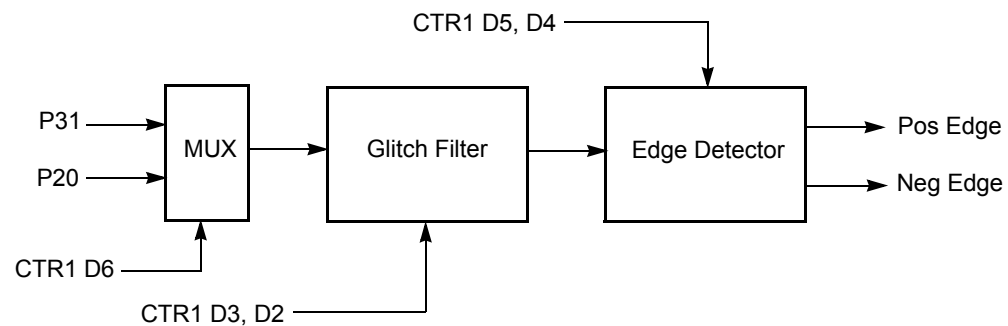 CTR1 D5, D4
P31
MUX
Glitch Filter
Edge Detector
Pos Edge
P20
Neg Edge
CTR1 D6
CTR1 D3, D2